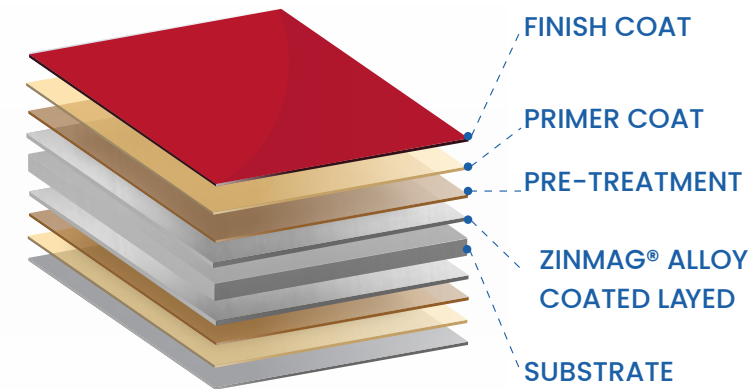 FINISH COAT
PRIMER COAT
PRE-TREATMENT
ZINMAG® ALLOY
COATED LAYED
SUBSTRATE